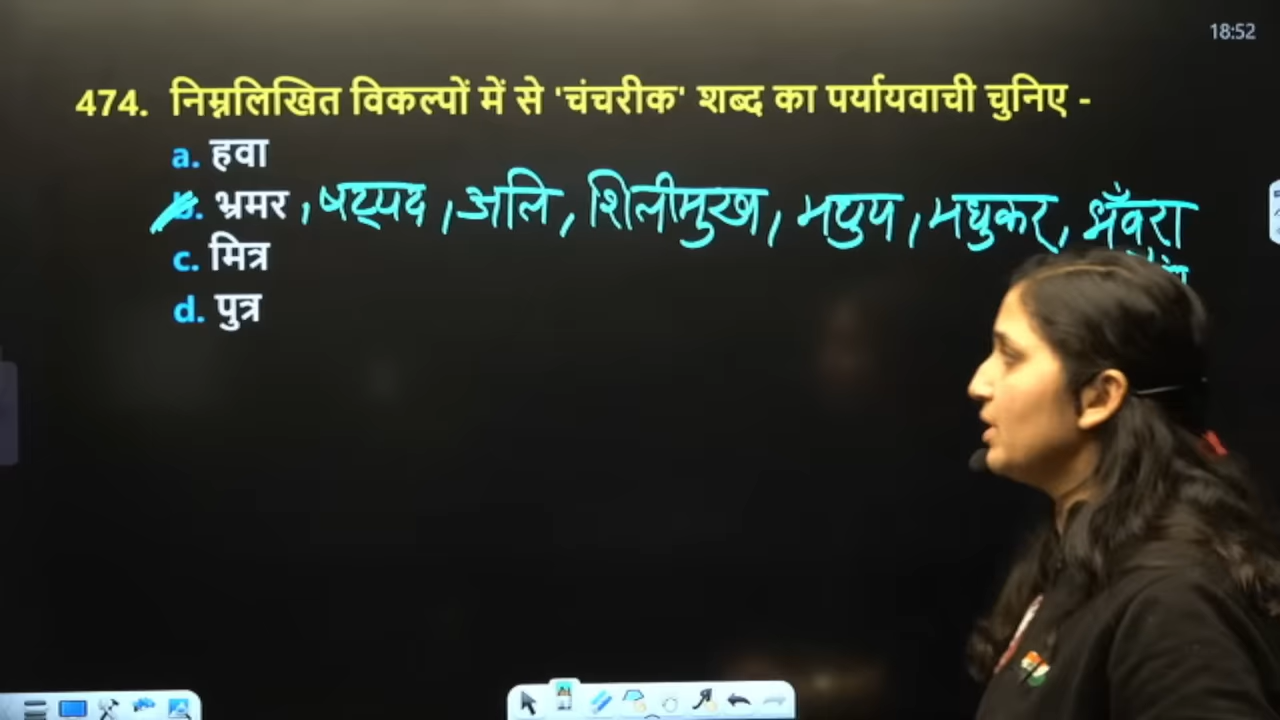 18:52
474. निम्नलिखित विकल्पों में से 'चंचरीक' शब्द का पर्यायवाची चुनिए -
a. हवा
b. भ्रमर, षट्पद, अलि, शिलीमुख, मधुप, मधुकर, भँवरा
c. मित्र
d. पुत्र